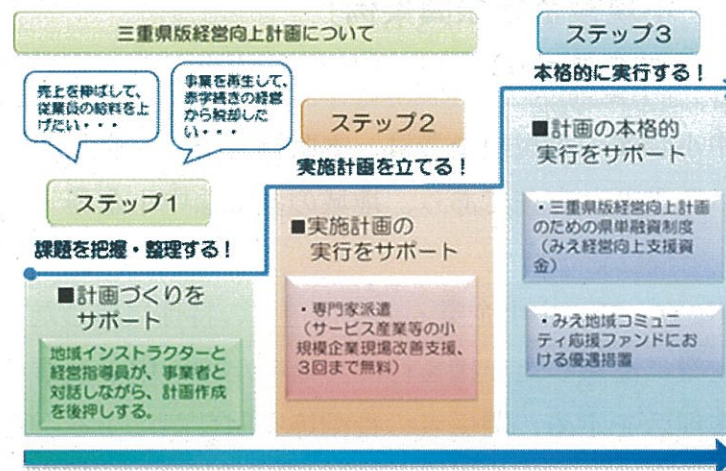 三重県版経営向上計画について
売上を伸ばして、
従業員の給料を上
げたい・・・
事業を再生して、
赤字続きの経営
から脱却した
い・・・
ステップ1
課題を把握・整理する！
■計画づくりを
サポート
地域インストラクターと
経営指導員が、事業者と
対話しながら、計画作成
を後押しする。
ステップ2
実施計画を立てる！
■実施計画の
実行をサポート
・専門家派遣
（サービス産業等の小
規模企業現場改善支援、
3回まで無料）
ステップ3
本格的に実行する！
■計画の本格的
実行をサポート
・三重県版経営向上計画
のための県単融資制度
（みえ経営向上支援資
金）
・みえ地域コミュニ
ティ応援ファンドにお
ける優遇措置